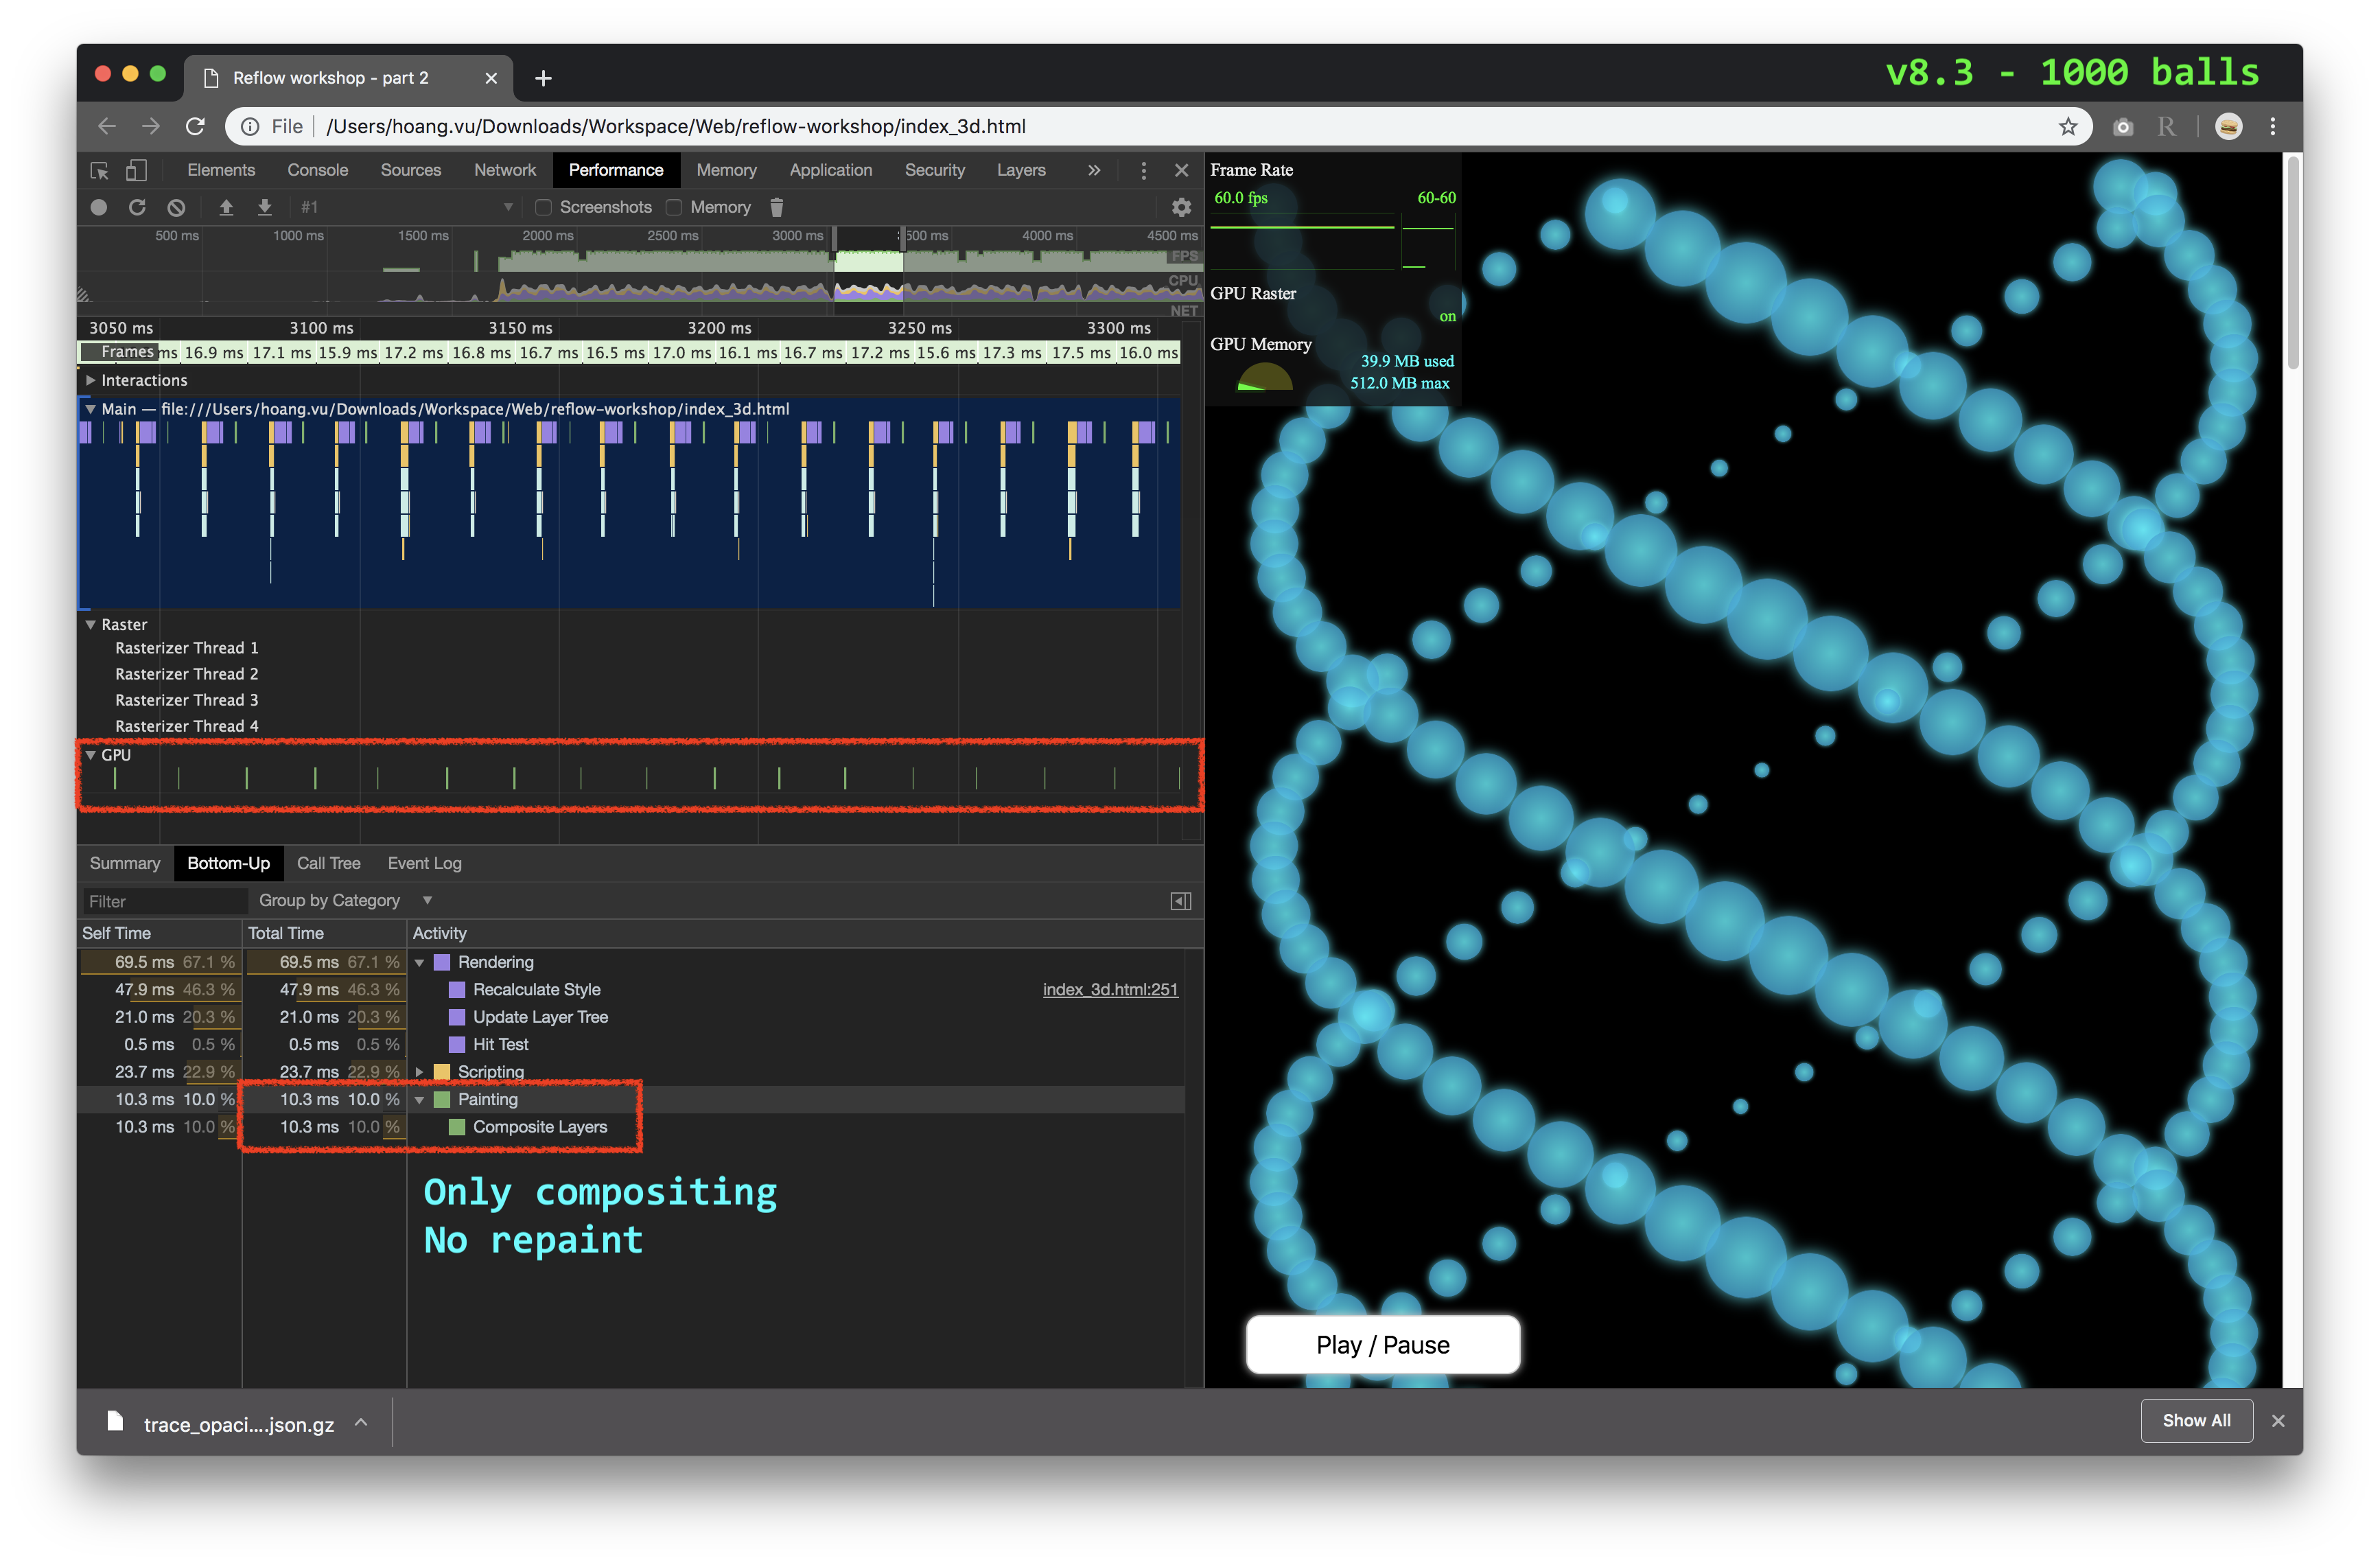 Reflow workshop - part 2
v8.3 - 1000 balls
File /Users/hoang.vu/Downloads/Workspace/Web/reflow-workshop/index_3d.html
Elements Console Sources Network Performance Memory Application Security Layers
#1 Screenshots Memory
500 ms 1000 ms 1500 ms 2000 ms 2500 ms 3000 ms 500 ms 4000 ms 4500 ms
FPS
CPU
NET
3050 ms 3100 ms 3150 ms 3200 ms 3250 ms 3300 ms
Frames ms 16.9 ms 17.1 ms 15.9 ms 17.2 ms 16.8 ms 16.7 ms 16.5 ms 17.0 ms 16.1 ms 16.7 ms 17.2 ms 15.6 ms 17.3 ms 17.5 ms 16.0 ms
Interactions
Main — file:///Users/hoang.vu/Downloads/Workspace/Web/reflow-workshop/index_3d.html
Raster
Rasterizer Thread 1
Rasterizer Thread 2
Rasterizer Thread 3
Rasterizer Thread 4
GPU
Summary Bottom-Up Call Tree Event Log
Filter Group by Category
Self Time Total Time Activity
69.5 ms 67.1 % 69.5 ms 67.1 % Rendering
47.9 ms 46.3 % 47.9 ms 46.3 % Recalculate Style index_3d.html:251
21.0 ms 20.3 % 21.0 ms 20.3 % Update Layer Tree
0.5 ms 0.5 % 0.5 ms 0.5 % Hit Test
23.7 ms 22.9 % 23.7 ms 22.9 % Scripting
10.3 ms 10.0 % 10.3 ms 10.0 % Painting
10.3 ms 10.0 % 10.3 ms 10.0 % Composite Layers
Only compositing
No repaint
Frame Rate
60.0 fps 60-60
GPU Raster
on
GPU Memory
39.9 MB used
512.0 MB max
Play / Pause
trace_opaci....json.gz
Show All